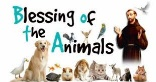 Blessing of
the Animals